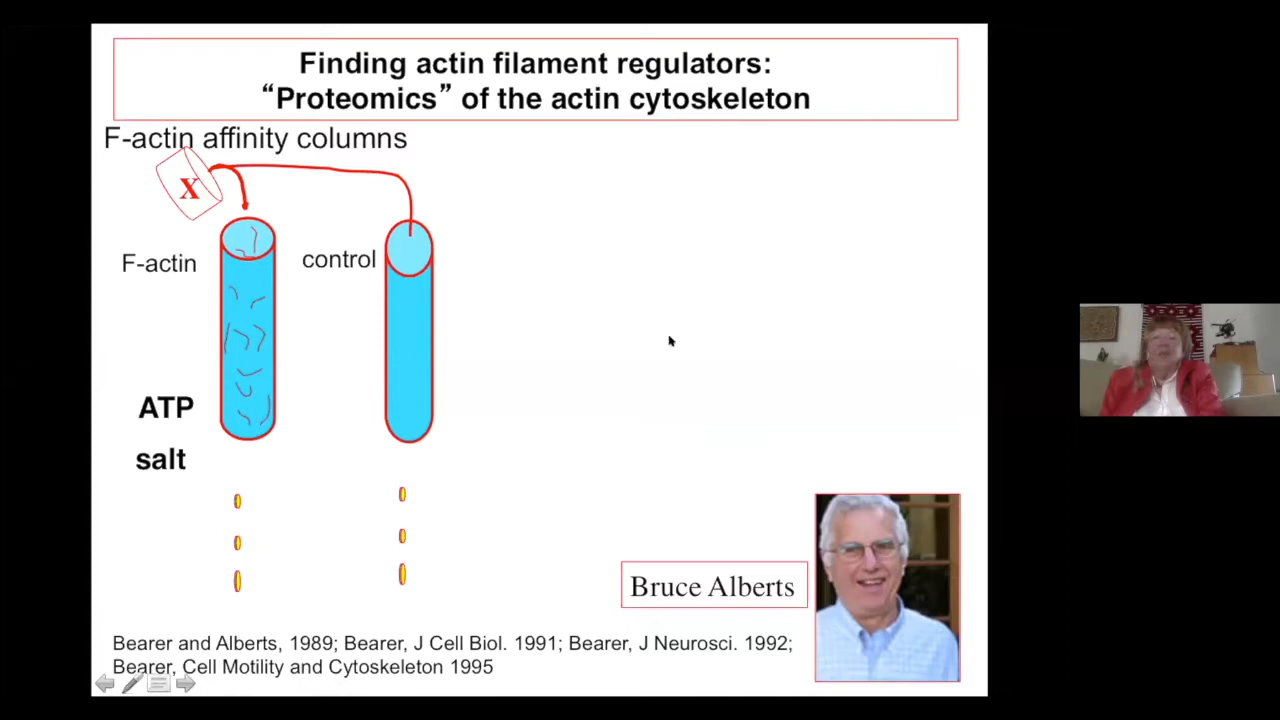 Finding actin filament regulators:
“Proteomics” of the actin cytoskeleton
F-actin affinity columns
X
F-actin
control
ATP
salt
Bruce Alberts
Bearer and Alberts, 1989; Bearer, J Cell Biol. 1991; Bearer, J Neurosci. 1992;
Bearer, Cell Motility and Cytoskeleton 1995